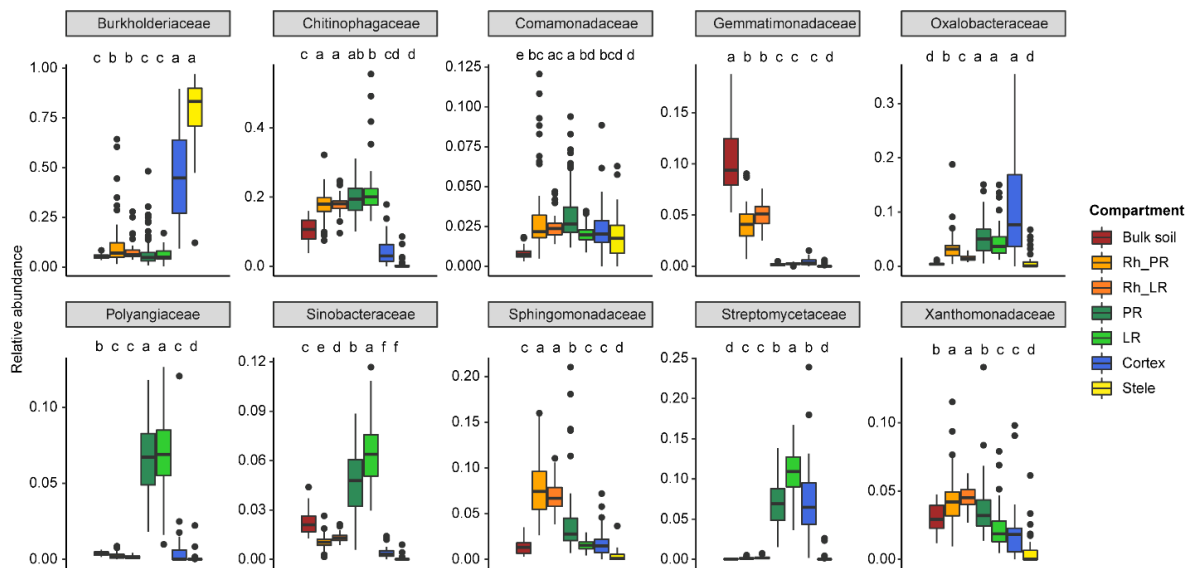 Burkholderiaceae
Chitinophagaceae
Comamonadaceae
Gemmatimonadaceae
Oxalobacteraceae
c b b c c a a
c a a ab b cd d
e bc ac a bd bcd d
a b b c c c d
d b c a a a d
1.00
0.75
0.50
0.25
0.00
0.4
0.2
0.0
0.125
0.100
0.075
0.050
0.025
0.000
0.15
0.10
0.05
0.00
0.3
0.2
0.1
0.0
Relative abundance
Polyangiaceae
Sinobacteraceae
Sphingomonadaceae
Streptomycetaceae
Xanthomonadaceae
b c c a a c d
c e d b a f f
c a a b c c d
d c c b a b d
b a a b c c d
0.10
0.05
0.00
0.12
0.09
0.06
0.03
0.00
0.20
0.15
0.10
0.05
0.00
0.25
0.20
0.15
0.10
0.05
0.00
0.10
0.05
0.00
Compartment
Bulk soil
Rh_PR
Rh_LR
PR
LR
Cortex
Stele